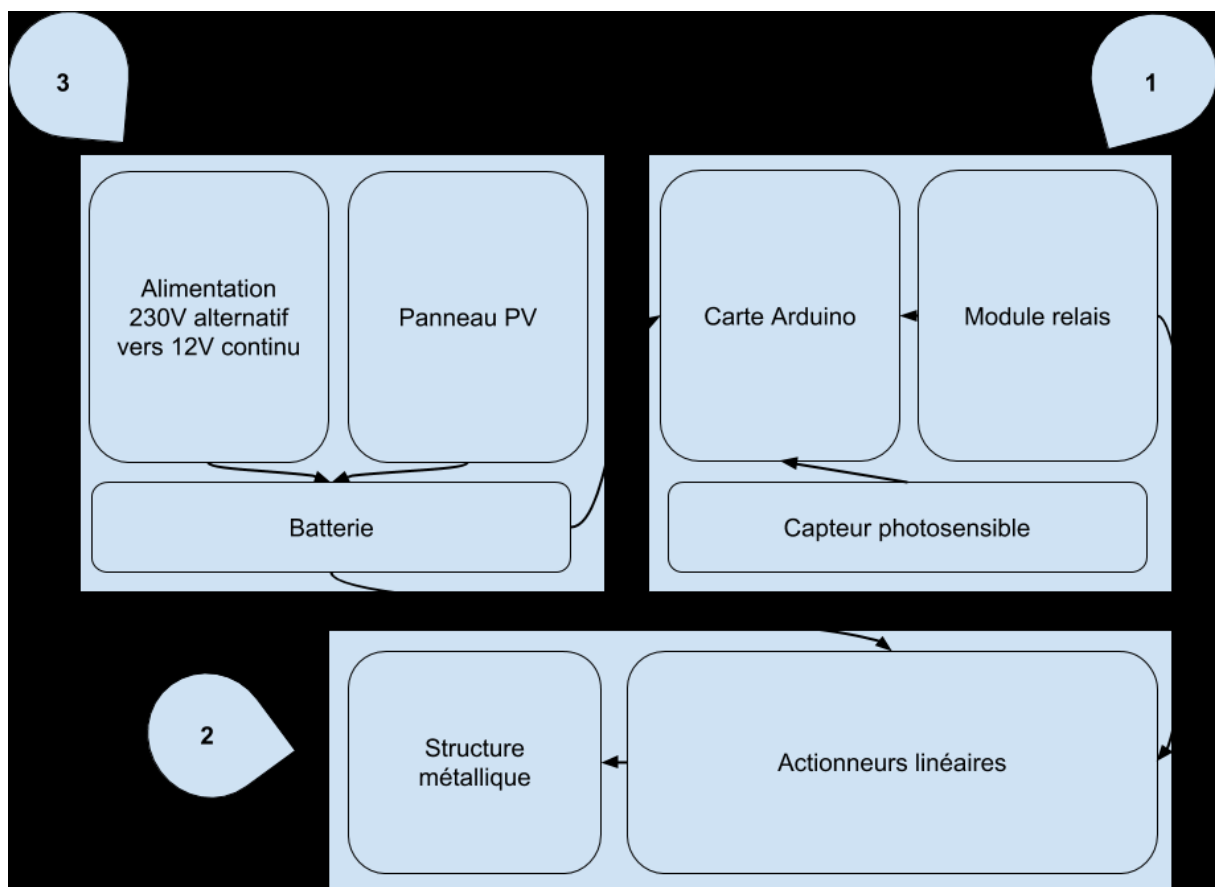 3
1
Alimentation
230V alternatif
vers 12V continu
Panneau PV
Carte Arduino
Module relais
Batterie
Capteur photosensible
2
Structure
métallique
Actionneurs linéaires